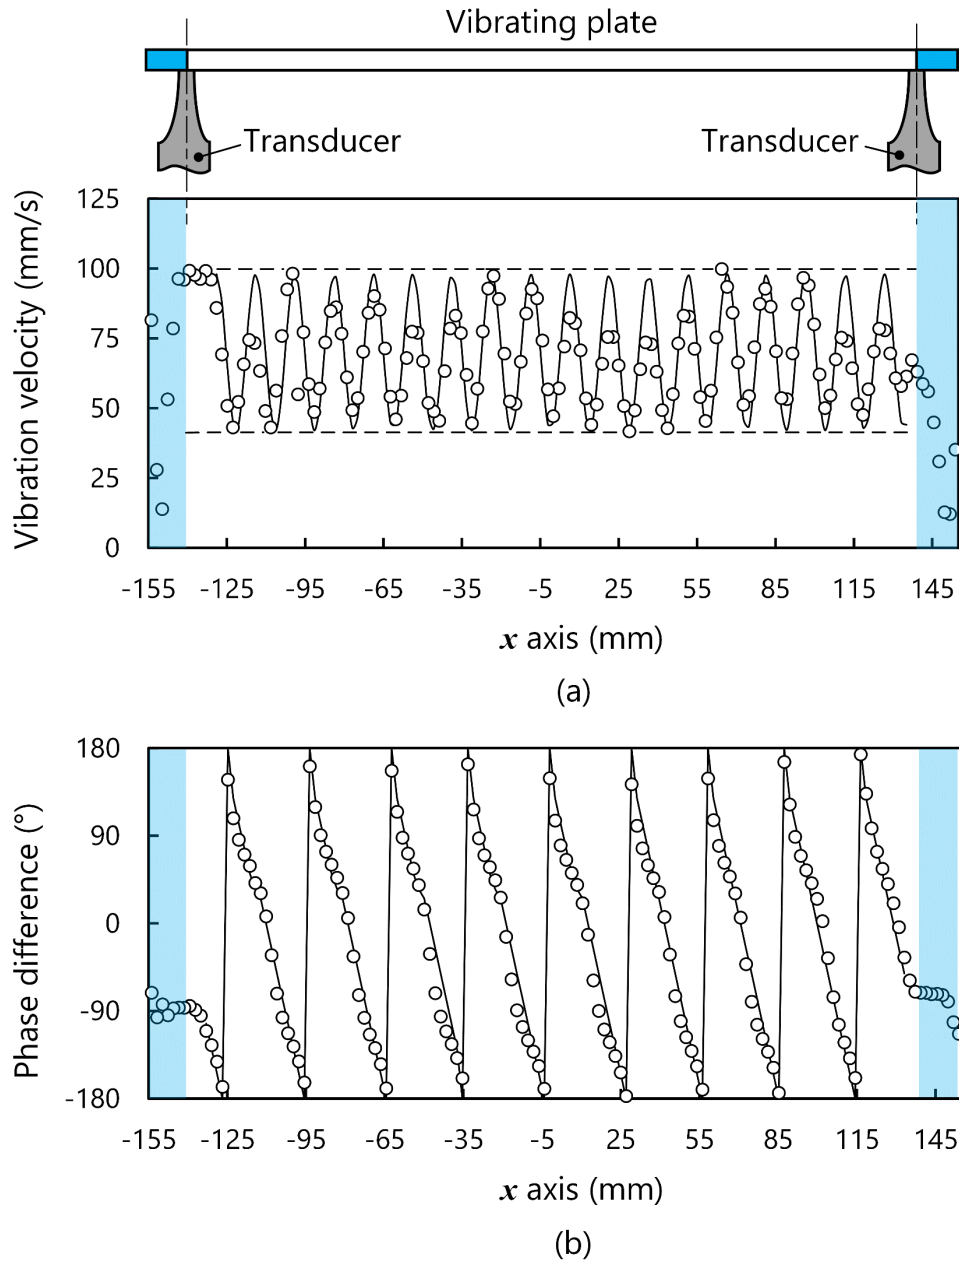 Vibrating plate
Transducer
Transducer
Vibration velocity (mm/s)
125
100
75
50
25
0
-155 -125 -95 -65 -35 -5 25 55 85 115 145
x axis (mm)
(a)
Phase difference (°)
180
90
0
-90
-180
-155 -125 -95 -65 -35 -5 25 55 85 115 145
x axis (mm)
(b)